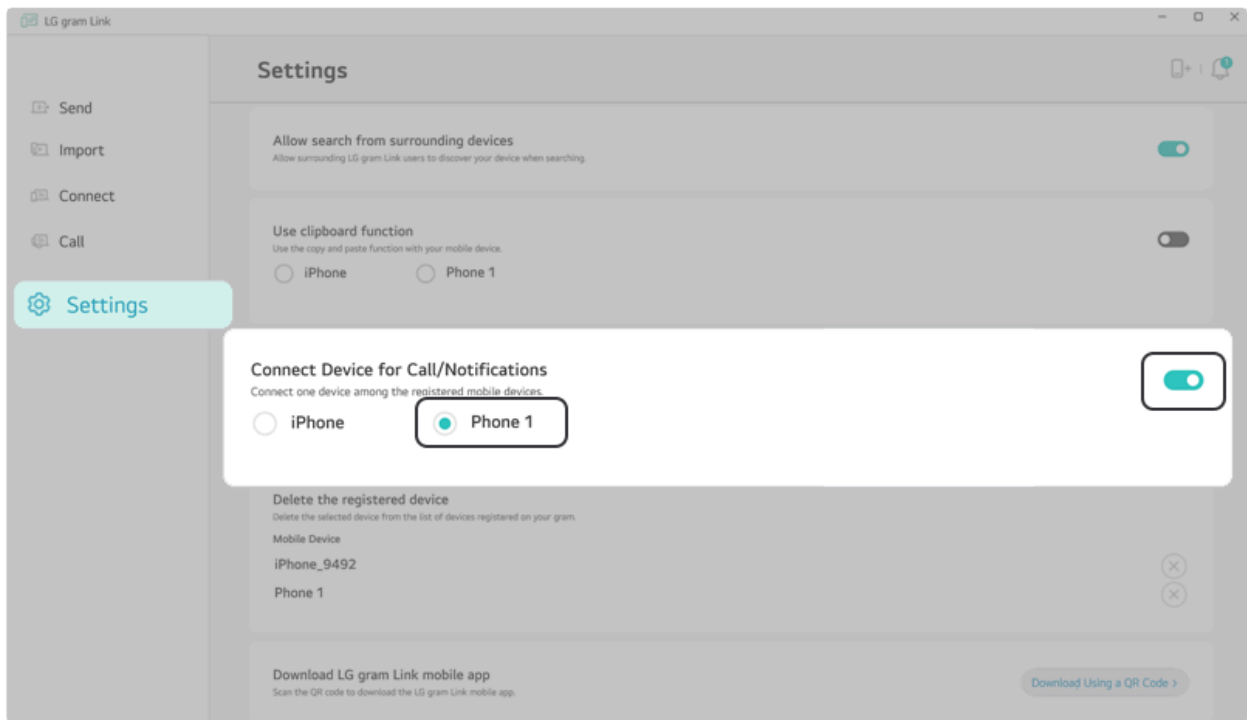 LG gram Link
Settings
1
Send
Import
Connect
Call
Settings
Allow search from surrounding devices
Allow surrounding LG gram Link users to discover your device when searching.
Use clipboard function
Use the copy and paste function with your mobile device.
iPhone Phone 1
Connect Device for Call/Notifications
Connect one device among the registered mobile devices.
iPhone Phone 1
Delete the registered device
Delete the selected device from the list of devices registered on your gram.
Mobile Device
iPhone_9492
Phone 1
Download LG gram Link mobile app
Scan the QR code to download the LG gram Link mobile app.
Download Using a QR Code >